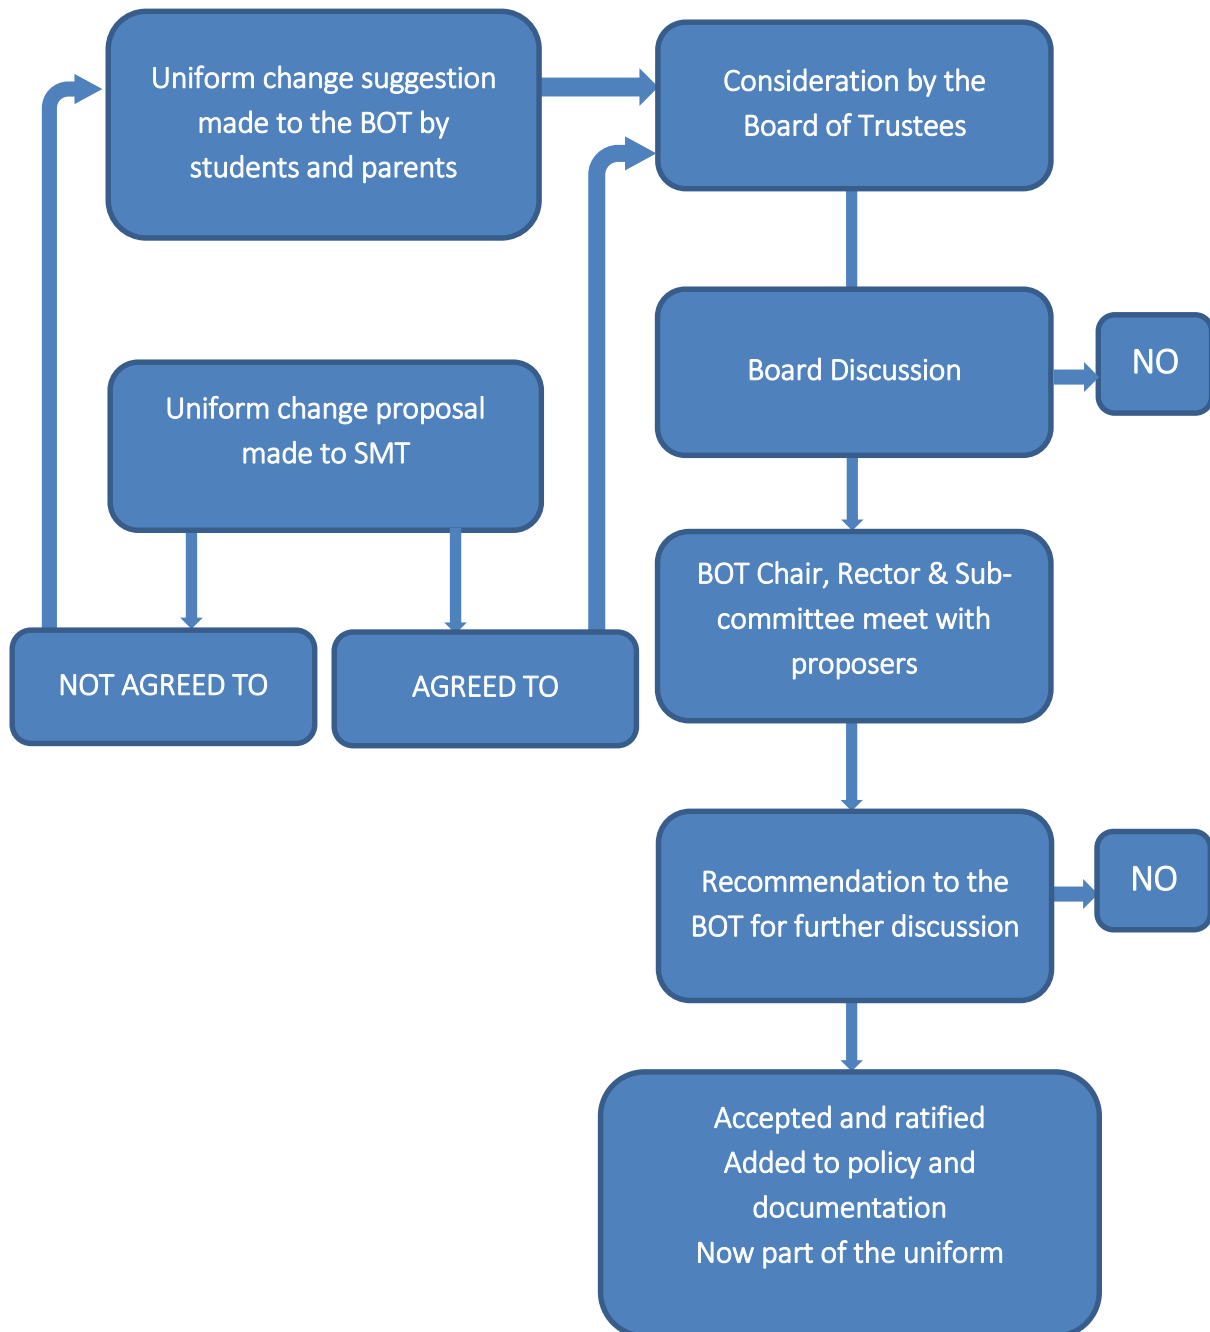 Uniform change suggestion
made to the BOT by
students and parents
Consideration by the
Board of Trustees
Board Discussion
NO
Uniform change proposal
made to SMT
NOT AGREED TO
AGREED TO
BOT Chair, Rector & Sub-
committee meet with
proposers
Recommendation to the
BOT for further discussion
NO
Accepted and ratified
Added to policy and
documentation
Now part of the uniform